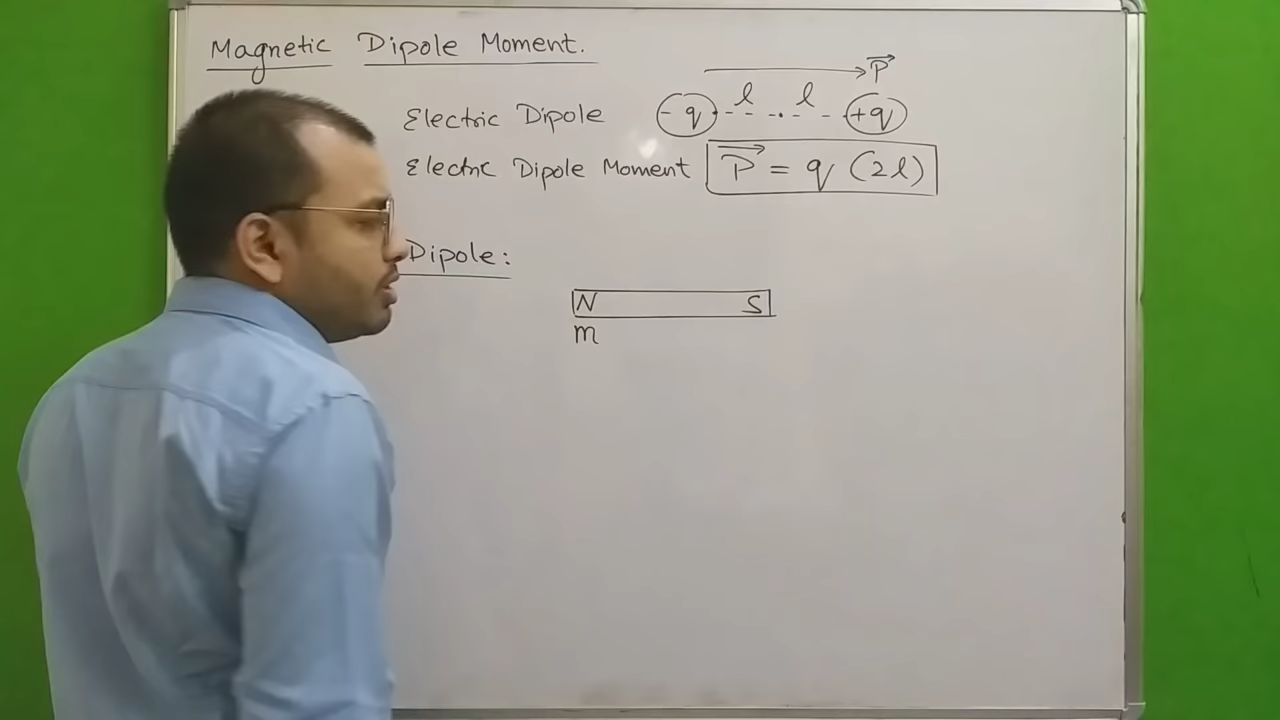 Magnetic Dipole Moment.
P
l l
Electric Dipole - q +q
Electric Dipole Moment P = q (2l)
Dipole:
N S
m